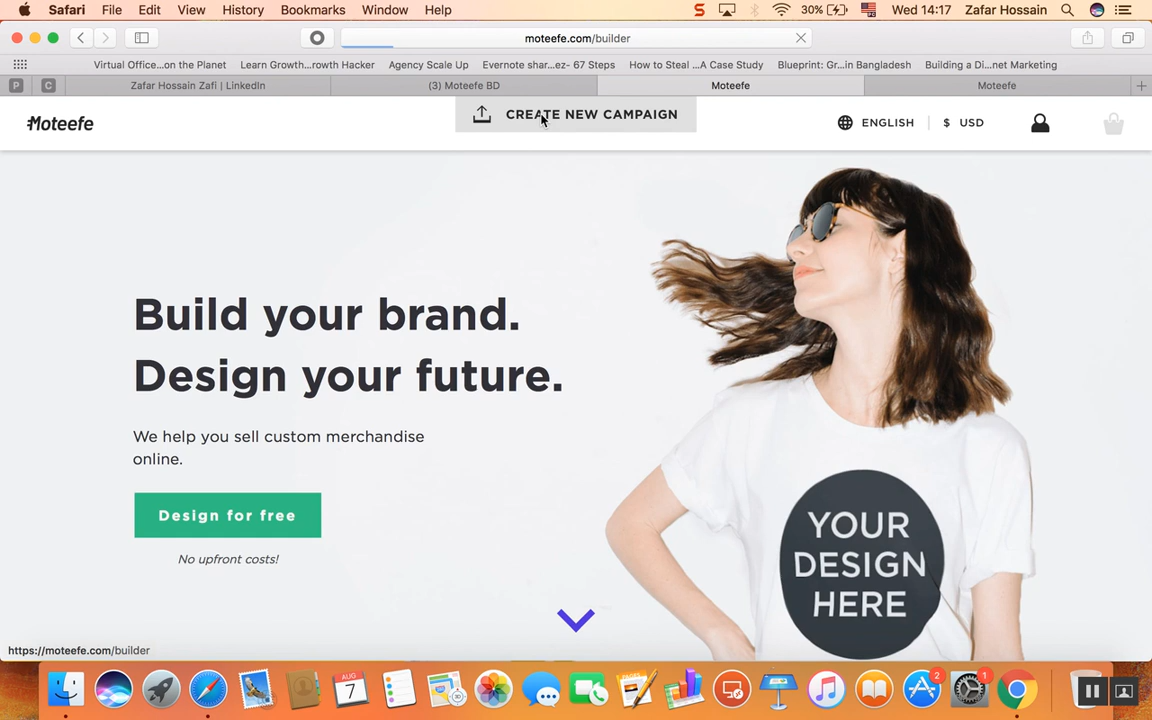 Safari File Edit View History Bookmarks Window Help S 30% Wed 14:17 Zafar Hossain
moteefe.com/builder
Virtual Office...on the Planet Learn Growth...rowth Hacker Agency Scale Up Evernote shar...ez- 67 Steps How to Steal ...A Case Study Blueprint: Gr...in Bangladesh Building a Di...net Marketing
P C Zafar Hossain Zafi | LinkedIn (3) Moteefe BD Moteefe Moteefe
Moteefe CREATE NEW CAMPAIGN ENGLISH $ USD
Build your brand.
Design your future.
We help you sell custom merchandise
online.
Design for free
No upfront costs!
YOUR
DESIGN
HERE
https://moteefe.com/builder
AUG
7
2
1